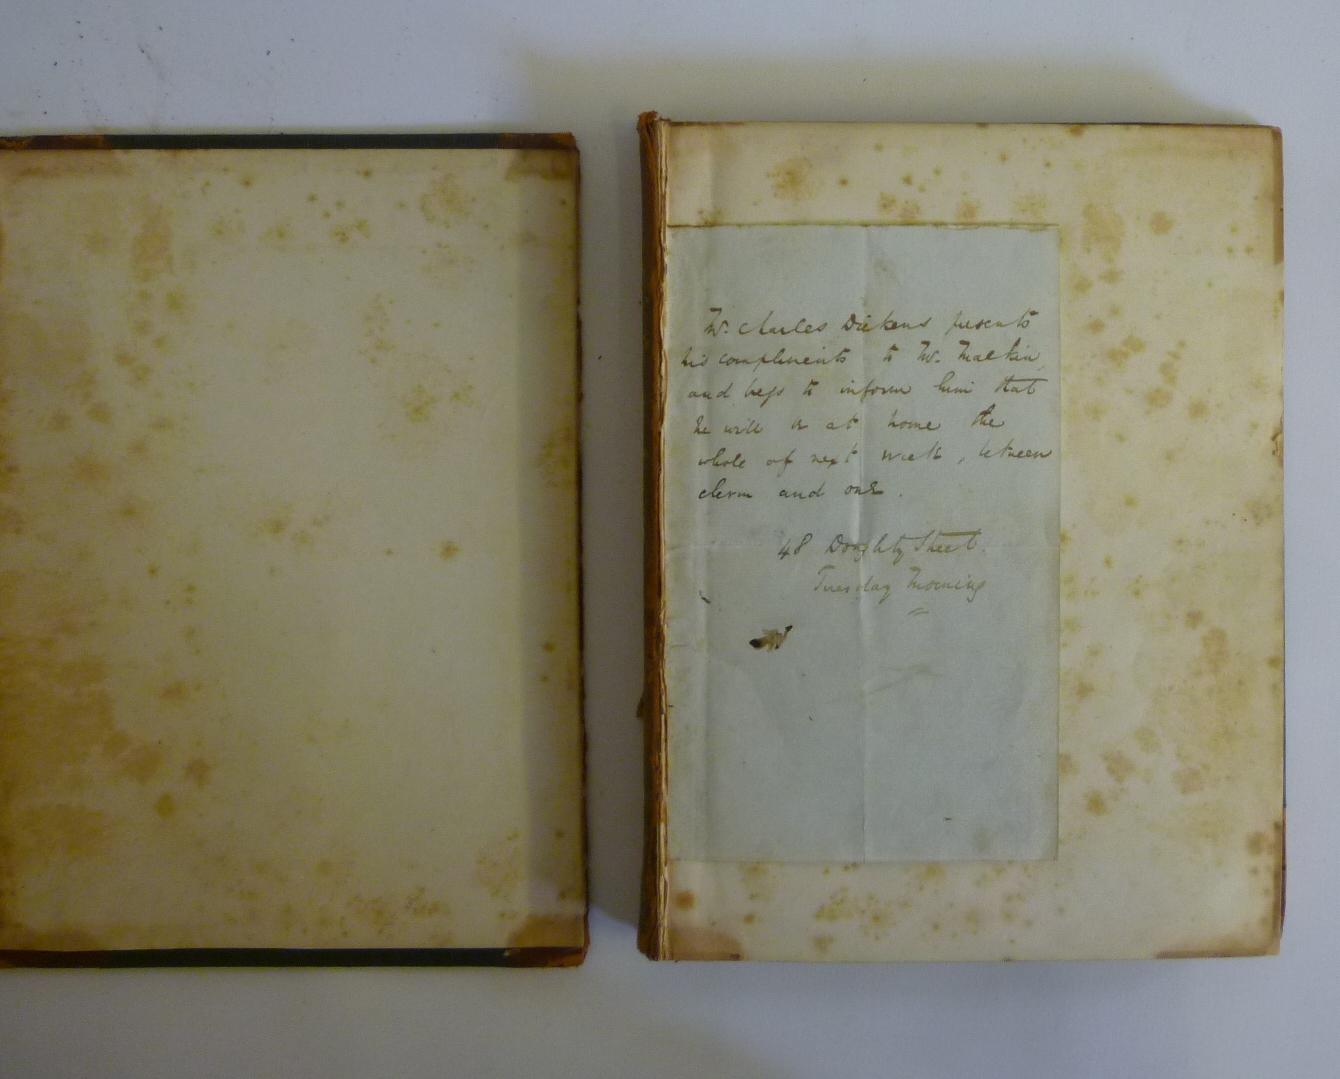 Mr. Charles Dickens presents
his compliments to Mr. Mackin,
and begs to inform him that
he will be at home the
whole of next week, between
eleven and one.
48 Doughty Street.
Tuesday Morning